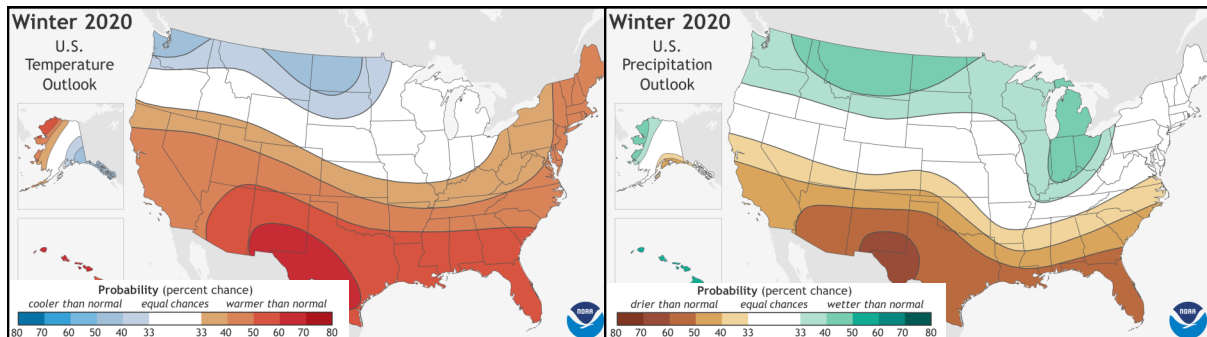 Winter 2020
U.S.
Temperature
Outlook
Probability (percent chance)
cooler than normal equal chances warmer than normal
80 70 60 50 40 33 33 40 50 60 70 80
NOAA
Winter 2020
U.S.
Precipitation
Outlook
Probability (percent chance)
drier than normal equal chances wetter than normal
80 70 60 50 40 33 33 40 50 60 70 80
NOAA